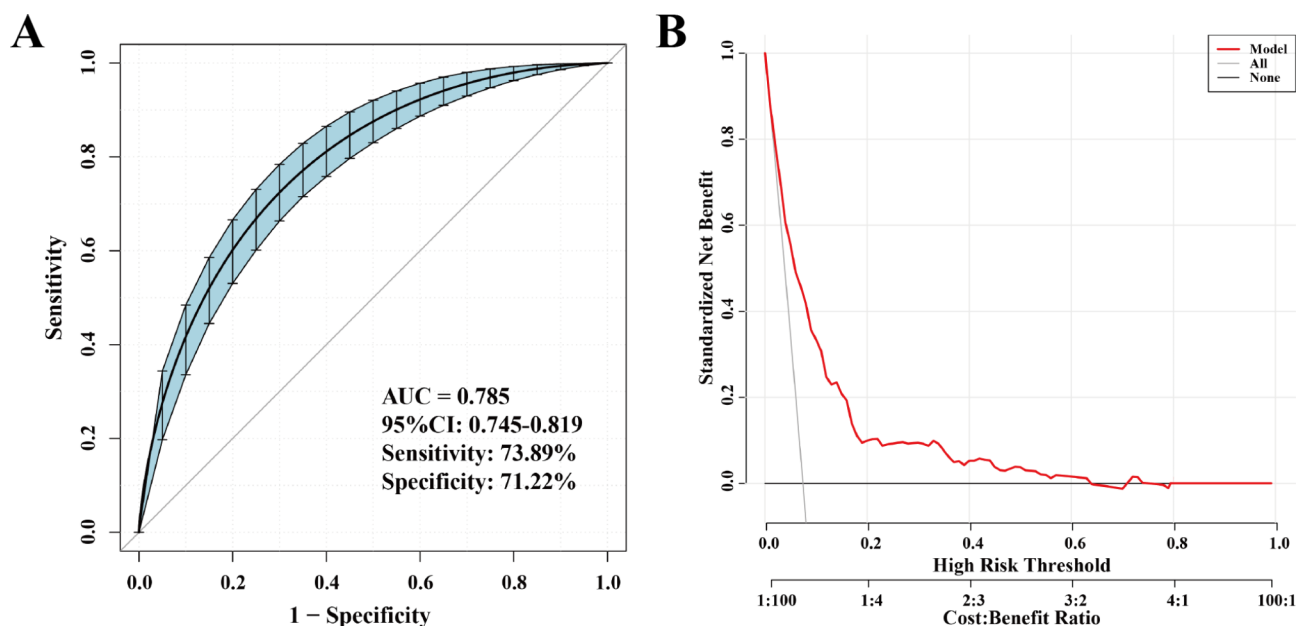 A
Sensitivity
1.0
0.8
0.6
0.4
0.2
0.0
AUC = 0.785
95%CI: 0.745-0.819
Sensitivity: 73.89%
Specificity: 71.22%
0.0 0.2 0.4 0.6 0.8 1.0
1 − Specificity
B
Model
All
None
Standardized Net Benefit
1.0
0.8
0.6
0.4
0.2
0.0
0.0 0.2 0.4 0.6 0.8 1.0
High Risk Threshold
1:100 1:4 2:3 3:2 4:1 100:1
Cost:Benefit Ratio